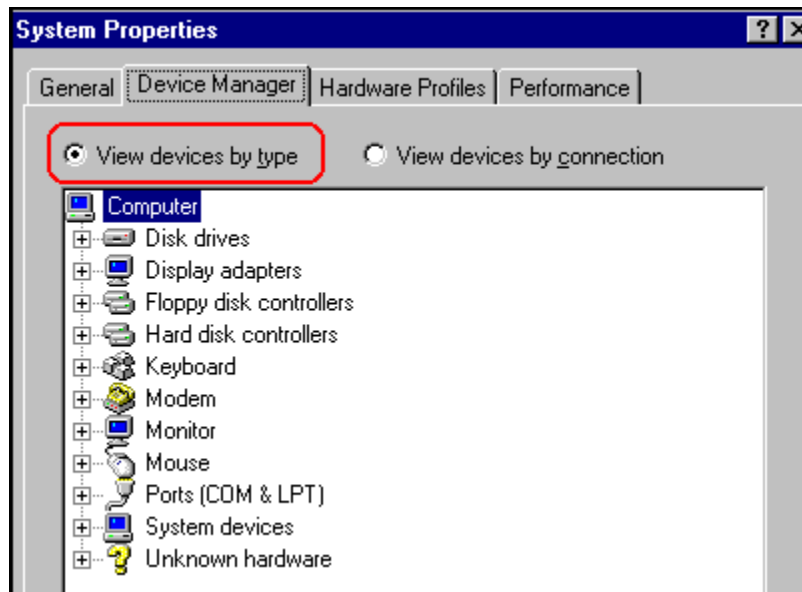 System Properties
General Device Manager Hardware Profiles Performance
View devices by type View devices by connection
Computer
Disk drives
Display adapters
Floppy disk controllers
Hard disk controllers
Keyboard
Modem
Monitor
Mouse
Ports (COM & LPT)
System devices
Unknown hardware